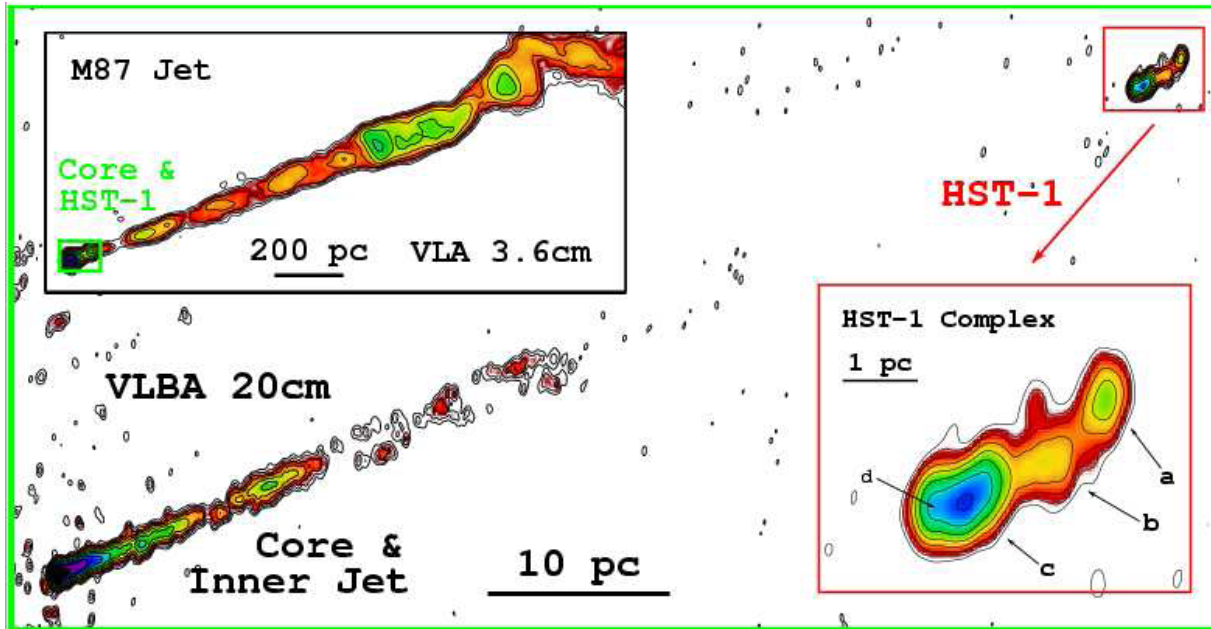 M87 Jet
Core &
HST-1
200 pc
VLA 3.6cm
HST-1
VLBA 20cm
Core &
Inner Jet
10 pc
HST-1 Complex
1 pc
a
d
b
c